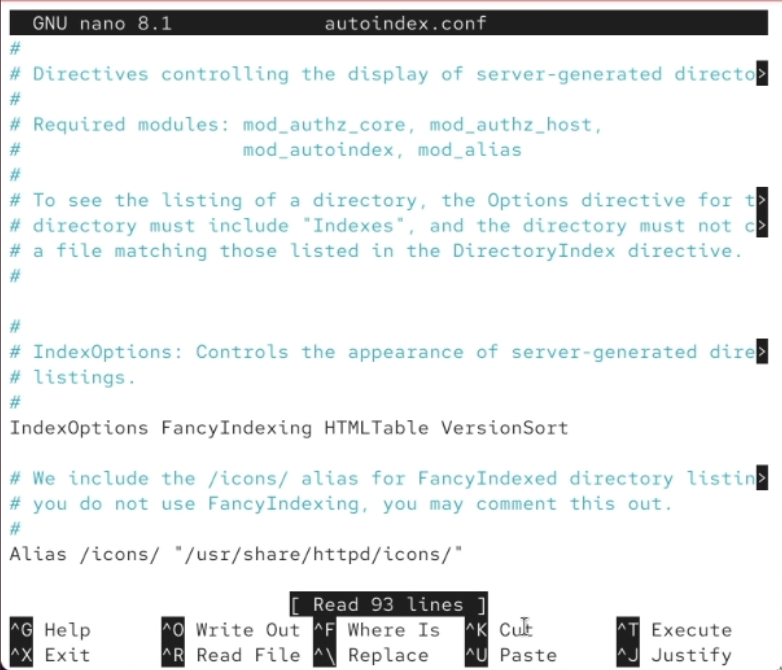 GNU nano 8.1 autoindex.conf
#
# Directives controlling the display of server-generated directo>
#
# Required modules: mod_authz_core, mod_authz_host,
# mod_autoindex, mod_alias
#
# To see the listing of a directory, the Options directive for t>
# directory must include "Indexes", and the directory must not c>
# a file matching those listed in the DirectoryIndex directive.
#
#
# IndexOptions: Controls the appearance of server-generated dire>
# listings.
#
IndexOptions FancyIndexing HTMLTable VersionSort
# We include the /icons/ alias for FancyIndexed directory listin>
# you do not use FancyIndexing, you may comment this out.
#
Alias /icons/ "/usr/share/httpd/icons/"
[ Read 93 lines ]
^G Help ^O Write Out ^F Where Is ^K Cut ^T Execute
^X Exit ^R Read File ^\ Replace ^U Paste ^J Justify